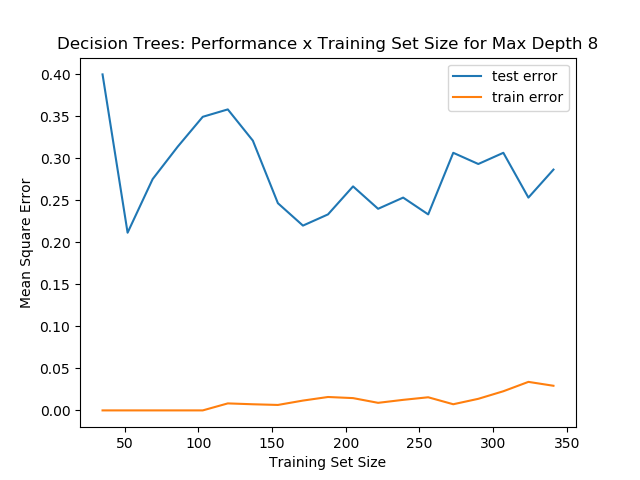 Decision Trees: Performance x Training Set Size for Max Depth 8
test error
train error
Mean Square Error
0.40
0.35
0.30
0.25
0.20
0.15
0.10
0.05
0.00
50 100 150 200 250 300 350
Training Set Size